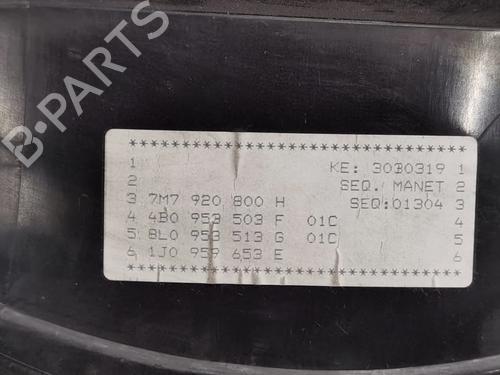 B-PARTS
************************************
1 KE: 3030319 1
2 SEQ. MANET 2
3 7M7 920 800 H SEQ:01304 3
4 4B0 953 503 F 01C 4
5 8L0 953 513 G 01C 5
6 1J0 959 653 E 6
************************************